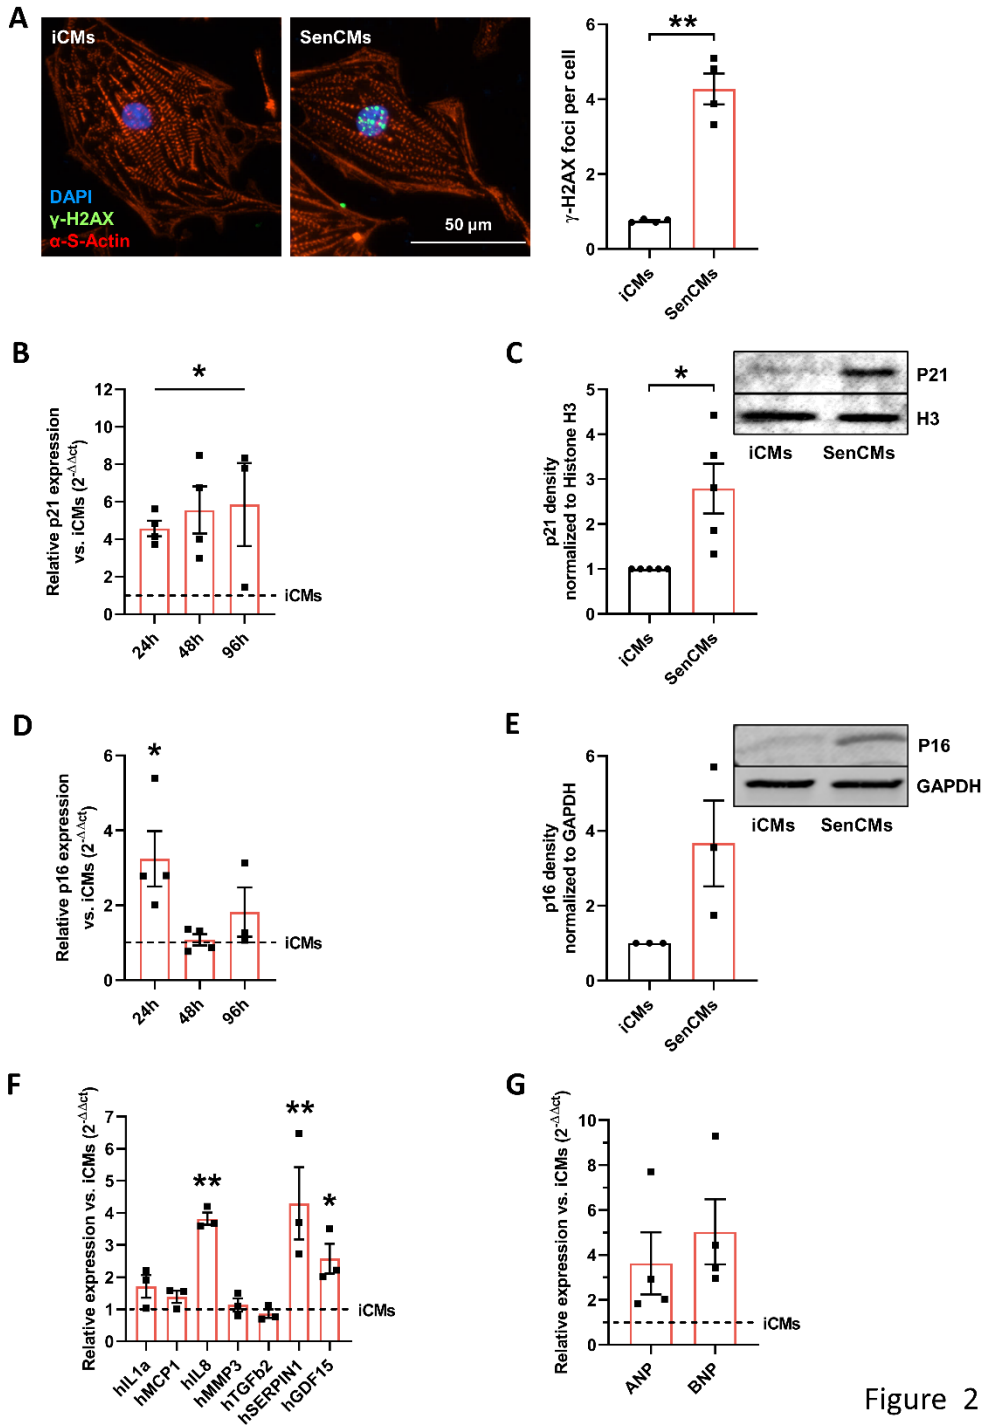 A
iCMs
SenCMs
DAPI
γ-H2AX
α-S-Actin
50 µm
γ-H2AX foci per cell
6
4
2
0
**
iCMs
SenCMs
B
Relative p21 expression
vs. iCMs (2-ΔΔct)
12
10
8
6
4
2
0
*
iCMs
24h
48h
96h
C
p21 density
normalized to Histone H3
5
4
3
2
1
0
*
iCMs
SenCMs
P21
H3
iCMs
SenCMs
D
Relative p16 expression
vs. iCMs (2-ΔΔct)
6
4
2
0
*
iCMs
24h
48h
96h
E
p16 density
normalized to GAPDH
6
4
2
0
iCMs
SenCMs
P16
GAPDH
iCMs
SenCMs
F
Relative expression vs. iCMs (2-ΔΔct)
7
6
5
4
3
2
1
0
**
**
*
iCMs
hIL1a
hMCP1
hIL8
hMMP3
hTGFb2
hSERPIN1
hGDF15
G
Relative expression vs. iCMs (2-ΔΔct)
10
8
6
4
2
0
iCMs
ANP
BNP
Figure 2